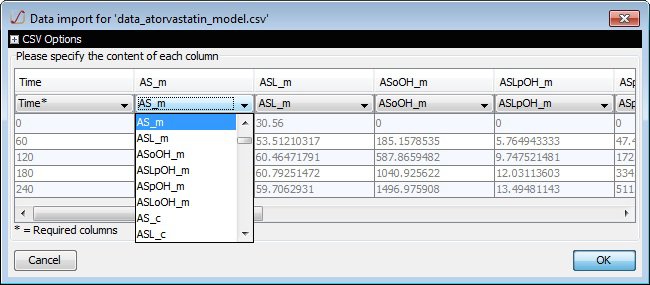 Data import for 'data_atorvastatin_model.csv'
CSV Options
Please specify the content of each column
Time AS_m ASL_m ASoOH_m ASLpOH_m ASp
Time* AS_m ASL_m ASoOH_m ASLpOH_m ASp
0 AS_m 30.56 0 0 0
ASL_m
60 53.51210317 185.1578535 5.764943333 47.4
ASoOH_m
120 60.46471791 587.8659482 9.747521481 172
ASLpOH_m
180 60.79251472 1040.925622 12.03113603 334
ASpOH_m
240 59.7062931 1496.975908 13.49481143 511
ASLoOH_m
AS_c
* = Required columns
ASL_c
Cancel OK